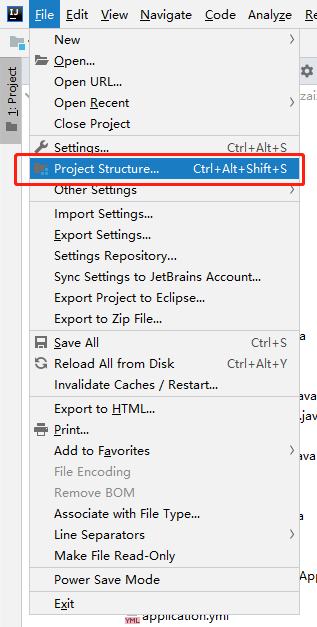 IJ File Edit View Navigate Code Analyze Re
New
1: Project
Open...
Open URL...
Open Recent
Close Project
Settings... Ctrl+Alt+S
Project Structure... Ctrl+Alt+Shift+S
Other Settings
Import Settings...
Export Settings...
Settings Repository...
Sync Settings to JetBrains Account...
Export Project to Eclipse...
Export to Zip File...
Save All Ctrl+S
Reload All from Disk Ctrl+Alt+Y
Invalidate Caches / Restart...
Export to HTML...
Print...
Add to Favorites
File Encoding
Remove BOM
Associate with File Type...
Line Separators
Make File Read-Only
Power Save Mode
Exit
YML application.yml
zai
a
ava
.jav
ava
a
Ap